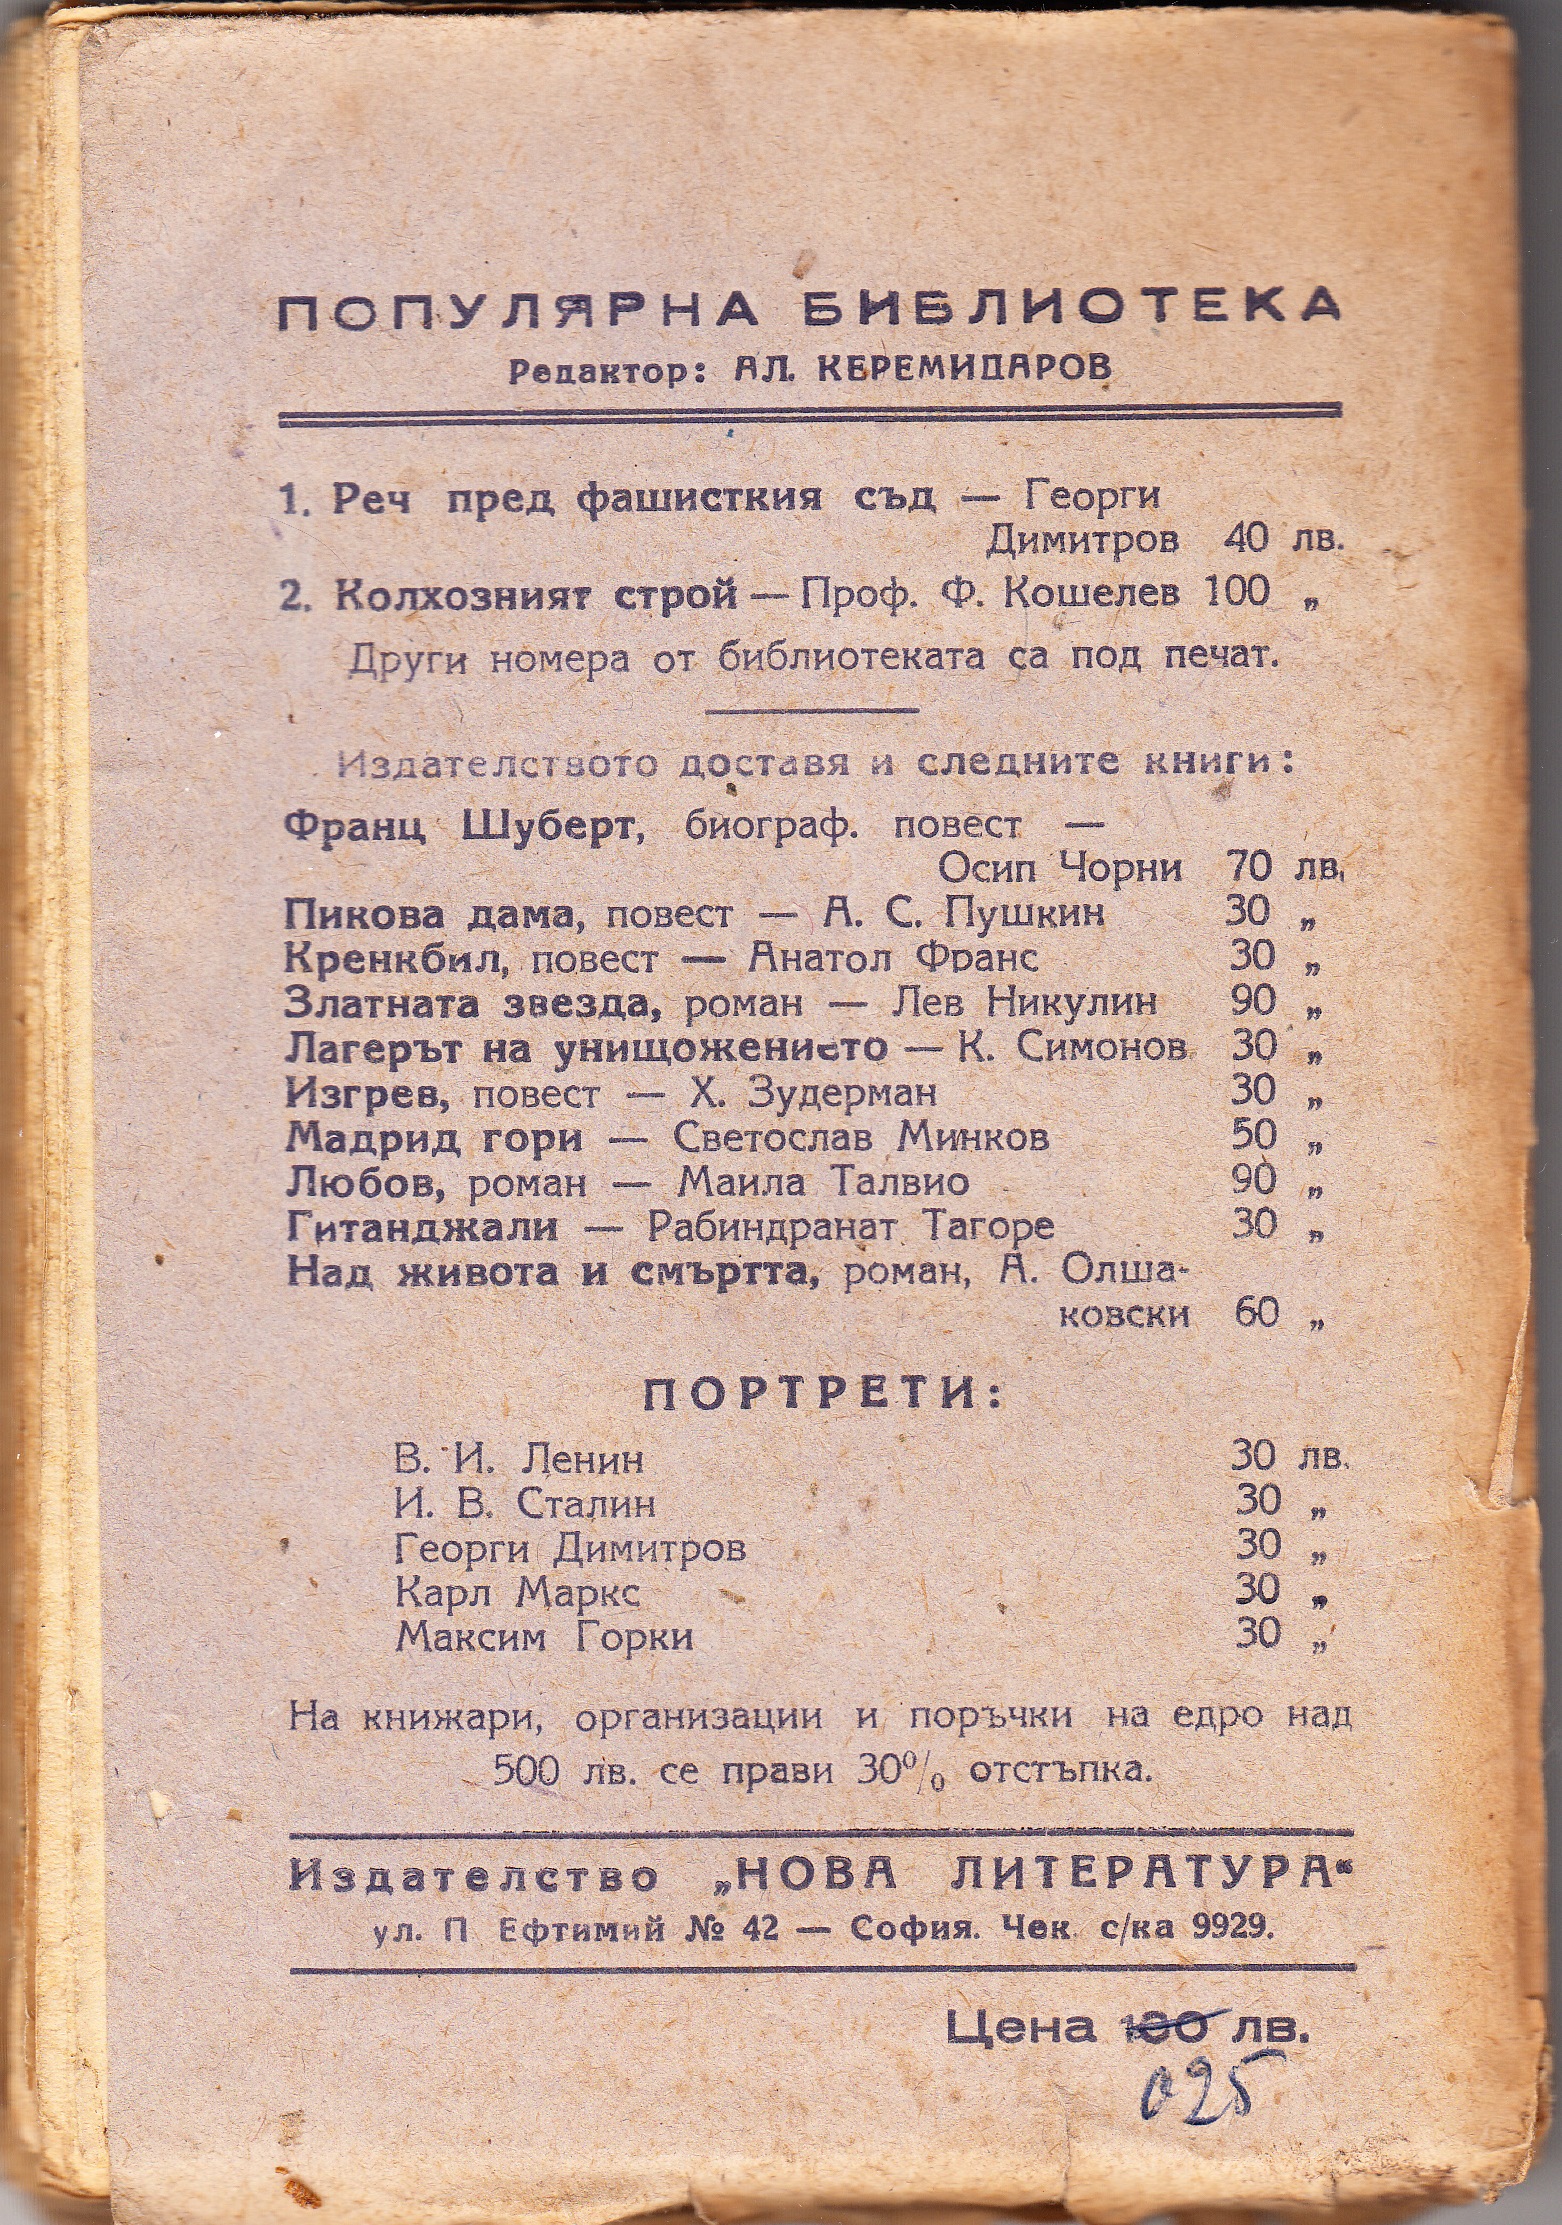 ПОПУЛЯРНА БИБЛИОТЕКА
Редактор: АЛ. КЕРЕМИДАРОВ
1. Реч пред фашисткия съд — Георги
Димитров 40 лв.
2. Колхозният строй — Проф. Ф. Кошелев 100 „
Други номера от библиотеката са под печат.
Издателството доставя и следните книги:
Франц Шуберт, биограф. повест —
Осип Чорни 70 лв.
Пикова дама, повест — А. С. Пушкин 30 „
Кренкбил, повест — Анатол Франс 30 „
Златната звезда, роман — Лев Никулин 90 „
Лагерът на унищожението — К. Симонов 30 „
Изгрев, повест — Х. Зудерман 30 „
Мадрид гори — Светослав Минков 50 „
Любов, роман — Маила Талвио 90 „
Гитанджали — Рабиндранат Тагоре 30 „
Над живота и смъртта, роман, А. Олша-
ковски 60 „
ПОРТРЕТИ:
В. И. Ленин 30 лв.
И. В. Сталин 30 „
Георги Димитров 30 „
Карл Маркс 30 „
Максим Горки 30 „
На книжари, организации и поръчки на едро над
500 лв. се прави 30% отстъпка.
Издателство „НОВА ЛИТЕРАТУРА“
ул. П Ефтимий № 42 — София. Чек. с/ка 9929.
Цена 100 лв.
025